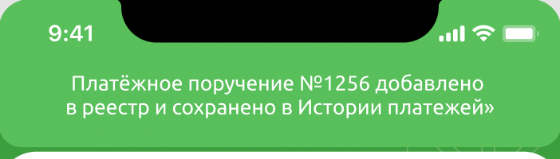 9:41
Платёжное поручение №1256 добавлено
в реестр и сохранено в Истории платежей»